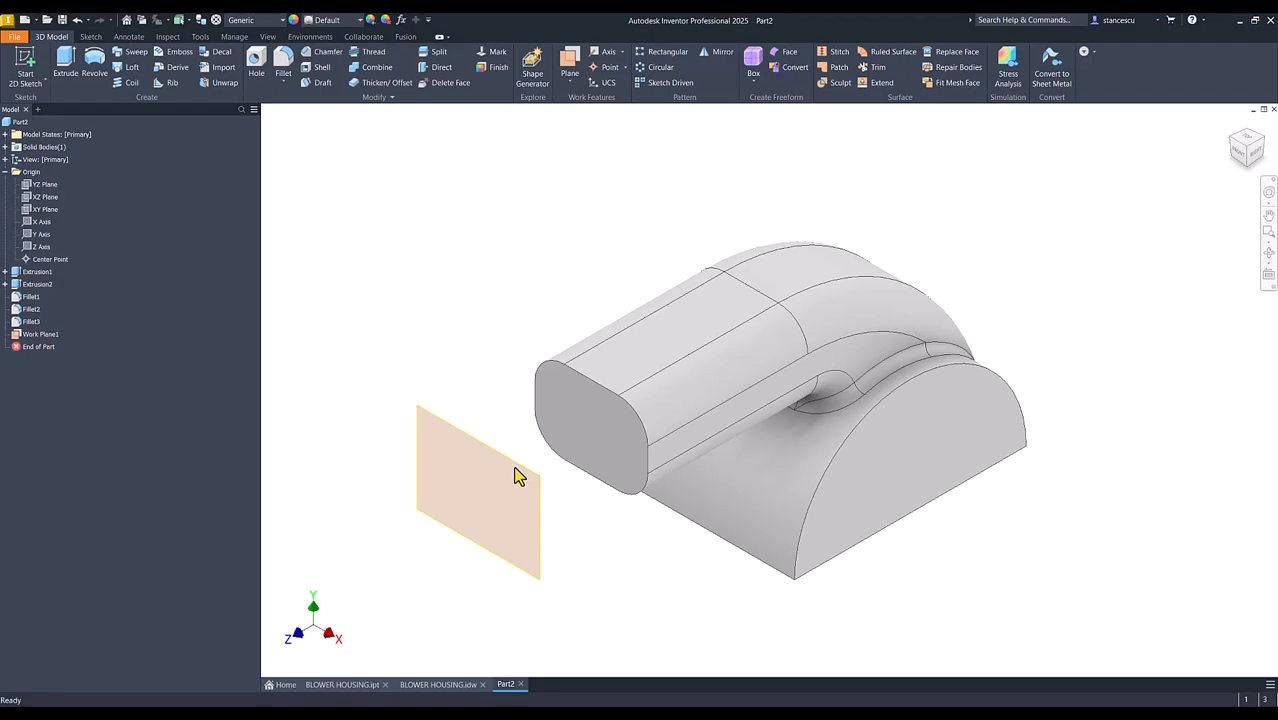 Generic
Default
fx
Autodesk Inventor Professional 2025 Part2
Search Help & Commands...
stancescu
File
3D Model
Sketch
Annotate
Inspect
Tools
Manage
View
Environments
Collaborate
Fusion
Start
2D Sketch
Extrude
Revolve
Sweep
Loft
Coil
Emboss
Derive
Rib
Decal
Import
Unwrap
Hole
Fillet
Chamfer
Shell
Draft
Thread
Combine
Thicken/ Offset
Split
Direct
Delete Face
Mark
Finish
Shape
Generator
Plane
Axis
Point
UCS
Rectangular
Circular
Sketch Driven
Mirror
Box
Face
Convert
Stitch
Patch
Sculpt
Ruled Surface
Trim
Extend
Replace Face
Repair Bodies
Fit Mesh Face
Stress
Analysis
Convert to
Sheet Metal
Sketch
Create
Modify
Explore
Work Features
Pattern
Create Freeform
Surface
Simulation
Convert
Model
Part2
Model States: [Primary]
Solid Bodies(1)
View: [Primary]
Origin
YZ Plane
XZ Plane
XY Plane
X Axis
Y Axis
Z Axis
Center Point
Extrusion1
Extrusion2
Fillet1
Fillet2
Fillet3
Work Plane1
End of Part
TOP
FRONT
RIGHT
Y
Z
X
Home
BLOWER HOUSING.ipt
BLOWER HOUSING.idw
Part2
Ready
1
3